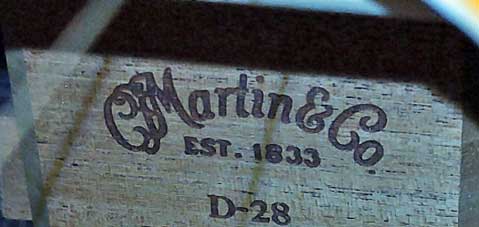 CFMartin & Co.
EST. 1833
D-28